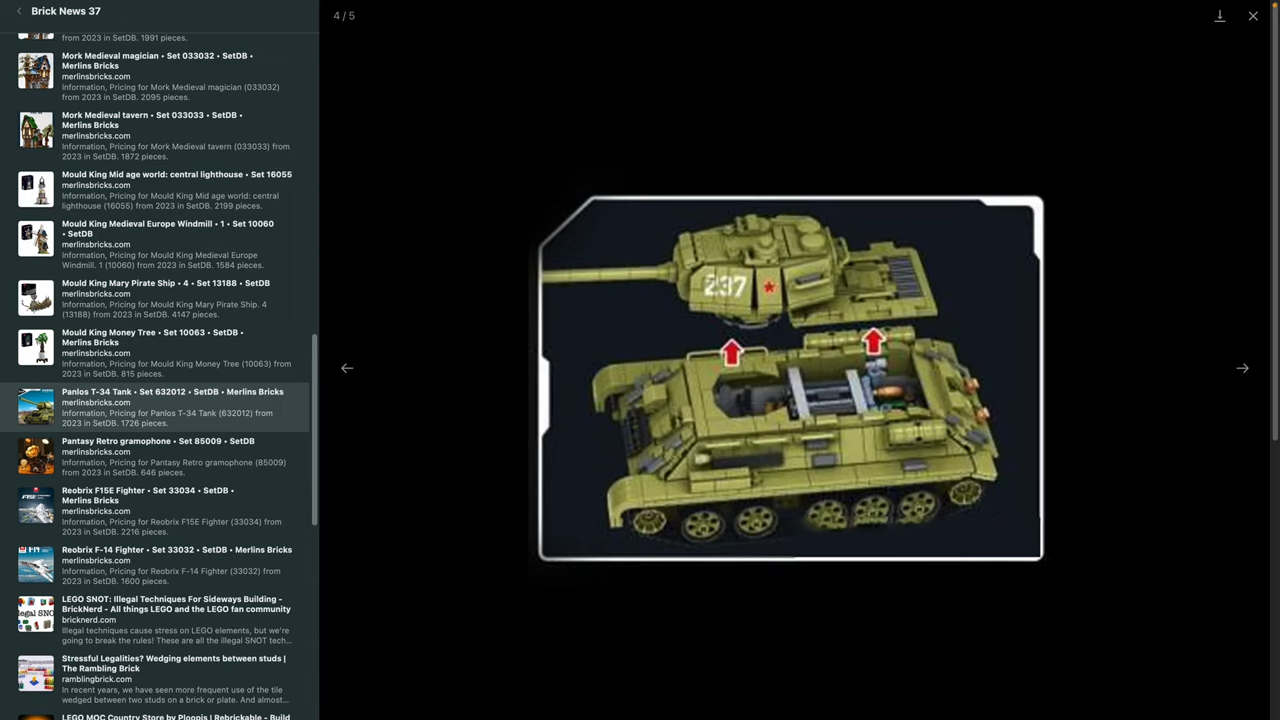 Brick News 37
4 / 5
from 2023 in SetDB. 1991 pieces.
Mork Medieval magician • Set 033032 • SetDB •
Merlins Bricks
merlinsbricks.com
Information, Pricing for Mork Medieval magician (033032)
from 2023 in SetDB. 2095 pieces.
Mork Medieval tavern • Set 033033 • SetDB •
Merlins Bricks
merlinsbricks.com
Information, Pricing for Mork Medieval tavern (033033) from
2023 in SetDB. 1872 pieces.
Mould King Mid age world: central lighthouse • Set 16055
merlinsbricks.com
Information, Pricing for Mould King Mid age world: central
lighthouse (16055) from 2023 in SetDB. 2199 pieces.
Mould King Medieval Europe Windmill • 1 • Set 10060
• SetDB
merlinsbricks.com
Information, Pricing for Mould King Medieval Europe
Windmill. 1 (10060) from 2023 in SetDB. 1584 pieces.
Mould King Mary Pirate Ship • 4 • Set 13188 • SetDB
merlinsbricks.com
Information, Pricing for Mould King Mary Pirate Ship. 4
(13188) from 2023 in SetDB. 4147 pieces.
Mould King Money Tree • Set 10063 • SetDB •
Merlins Bricks
merlinsbricks.com
Information, Pricing for Mould King Money Tree (10063) from
2023 in SetDB. 815 pieces.
Panlos T-34 Tank • Set 632012 • SetDB • Merlins Bricks
merlinsbricks.com
Information, Pricing for Panlos T-34 Tank (632012) from
2023 in SetDB. 1726 pieces.
Pantasy Retro gramophone • Set 85009 • SetDB
merlinsbricks.com
Information, Pricing for Pantasy Retro gramophone (85009)
from 2023 in SetDB. 646 pieces.
Reobrix F15E Fighter • Set 33034 • SetDB •
Merlins Bricks
merlinsbricks.com
Information, Pricing for Reobrix F15E Fighter (33034) from
2023 in SetDB. 2216 pieces.
Reobrix F-14 Fighter • Set 33032 • SetDB • Merlins Bricks
merlinsbricks.com
Information, Pricing for Reobrix F-14 Fighter (33032) from
2023 in SetDB. 1600 pieces.
LEGO SNOT: Illegal Techniques For Sideways Building -
BrickNerd - All things LEGO and the LEGO fan community
bricknerd.com
Illegal techniques cause stress on LEGO elements, but we're
going to break the rules! These are all the illegal SNOT tech...
Stressful Legalities? Wedging elements between studs |
The Rambling Brick
ramblingbrick.com
In recent years, we have seen more frequent use of the tile
wedged between two studs on a brick or plate. And almost...
LEGO MOC Country Store by Ploopis | Rebrickable - Build
237